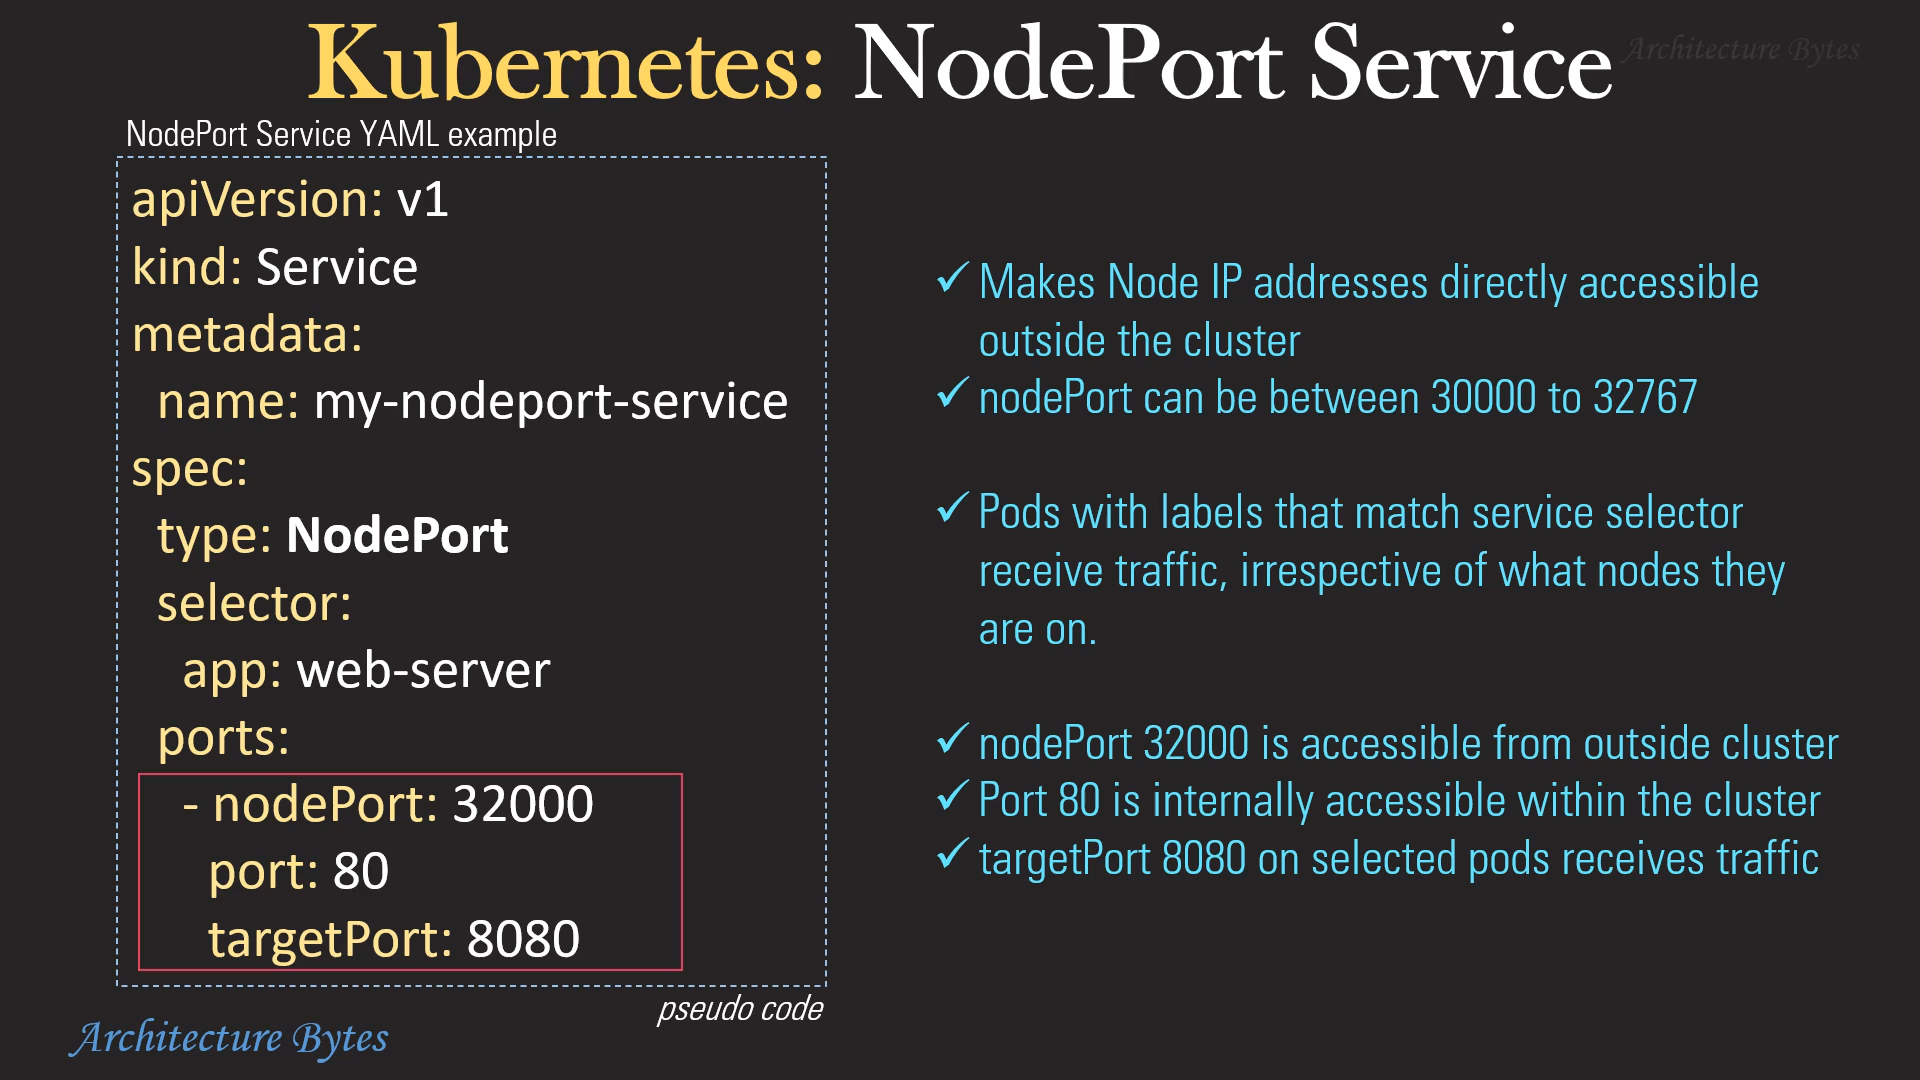 Kubernetes: NodePort Service
Architecture Bytes
NodePort Service YAML example
apiVersion: v1
kind: Service
metadata:
name: my-nodeport-service
spec:
type: NodePort
selector:
app: web-server
ports:
- nodePort: 32000
port: 80
targetPort: 8080
pseudo code
✓ Makes Node IP addresses directly accessible
outside the cluster
✓ nodePort can be between 30000 to 32767
✓ Pods with labels that match service selector
receive traffic, irrespective of what nodes they
are on.
✓ nodePort 32000 is accessible from outside cluster
✓ Port 80 is internally accessible within the cluster
✓ targetPort 8080 on selected pods receives traffic
Architecture Bytes